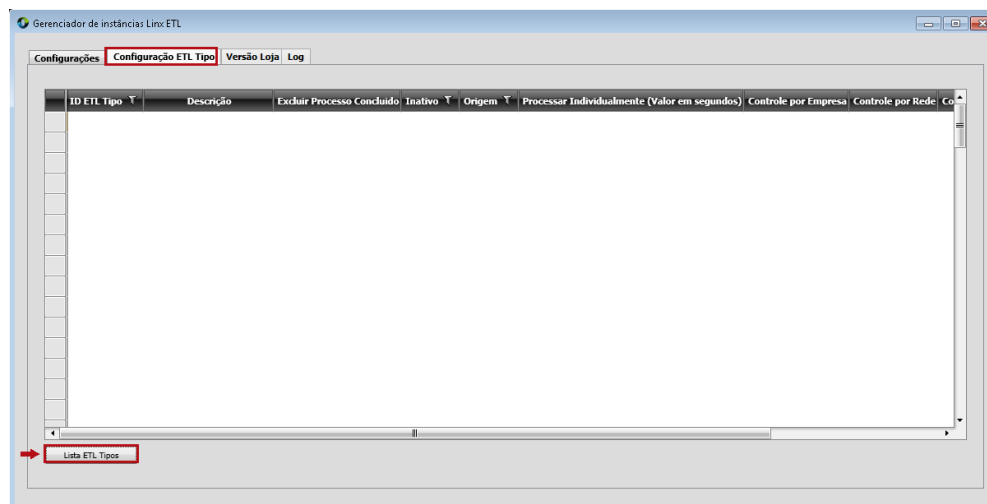 Gerenciador de instâncias Linx ETL
Configurações Configuração ETL Tipo Versão Loja Log
ID ETL Tipo Descrição Excluir Processo Concluido Inativo Origem Processar Individualmente (Valor em segundos) Controle por Empresa Controle por Rede Co
Lista ETL Tipos